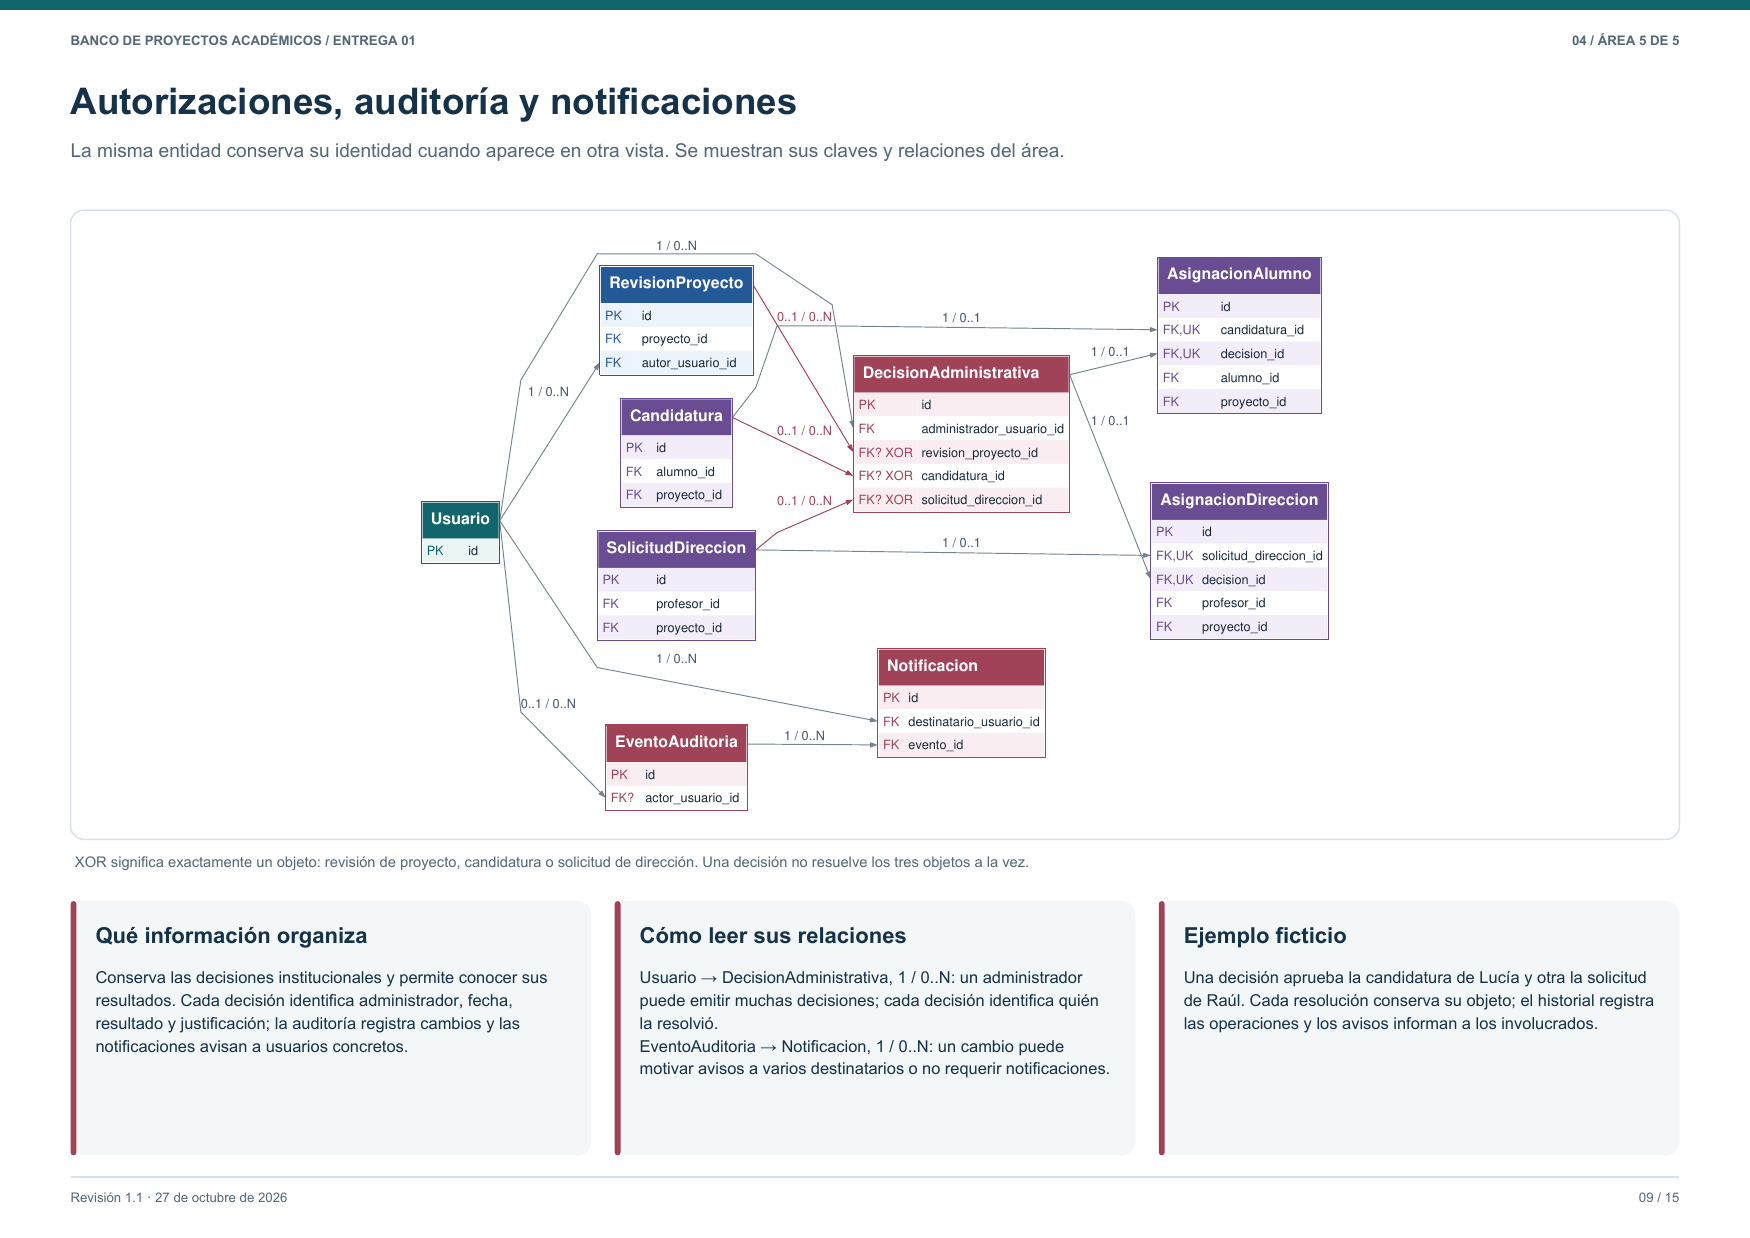 BANCO DE PROYECTOS ACADÉMICOS / ENTREGA 01
04 / ÁREA 5 DE 5
Autorizaciones, auditoría y notificaciones
La misma entidad conserva su identidad cuando aparece en otra vista. Se muestran sus claves y relaciones del área.
1 / 0..N
RevisionProyecto
PK id
FK proyecto_id
FK autor_usuario_id
1 / 0..N
0..1 / 0..N
1 / 0..1
AsignacionAlumno
PK id
FK,UK candidatura_id
FK,UK decision_id
FK alumno_id
FK proyecto_id
1 / 0..1
DecisionAdministrativa
PK id
FK administrador_usuario_id
FK? XOR revision_proyecto_id
FK? XOR candidatura_id
FK? XOR solicitud_direccion_id
1 / 0..1
Candidatura
PK id
FK alumno_id
FK proyecto_id
0..1 / 0..N
0..1 / 0..N
Usuario
PK id
SolicitudDireccion
PK id
FK profesor_id
FK proyecto_id
1 / 0..1
AsignacionDireccion
PK id
FK,UK solicitud_direccion_id
FK,UK decision_id
FK profesor_id
FK proyecto_id
1 / 0..N
Notificacion
PK id
FK destinatario_usuario_id
FK evento_id
0..1 / 0..N
EventoAuditoria
PK id
FK? actor_usuario_id
1 / 0..N
XOR significa exactamente un objeto: revisión de proyecto, candidatura o solicitud de dirección. Una decisión no resuelve los tres objetos a la vez.
Qué información organiza
Conserva las decisiones institucionales y permite conocer sus
resultados. Cada decisión identifica administrador, fecha,
resultado y justificación; la auditoría registra cambios y las
notificaciones avisan a usuarios concretos.
Cómo leer sus relaciones
Usuario → DecisionAdministrativa, 1 / 0..N: un administrador
puede emitir muchas decisiones; cada decisión identifica quién
la resolvió.
EventoAuditoria → Notificacion, 1 / 0..N: un cambio puede
motivar avisos a varios destinatarios o no requerir notificaciones.
Ejemplo ficticio
Una decisión aprueba la candidatura de Lucía y otra la solicitud
de Raúl. Cada resolución conserva su objeto; el historial registra
las operaciones y los avisos informan a los involucrados.
Revisión 1.1 · 27 de octubre de 2026
09 / 15